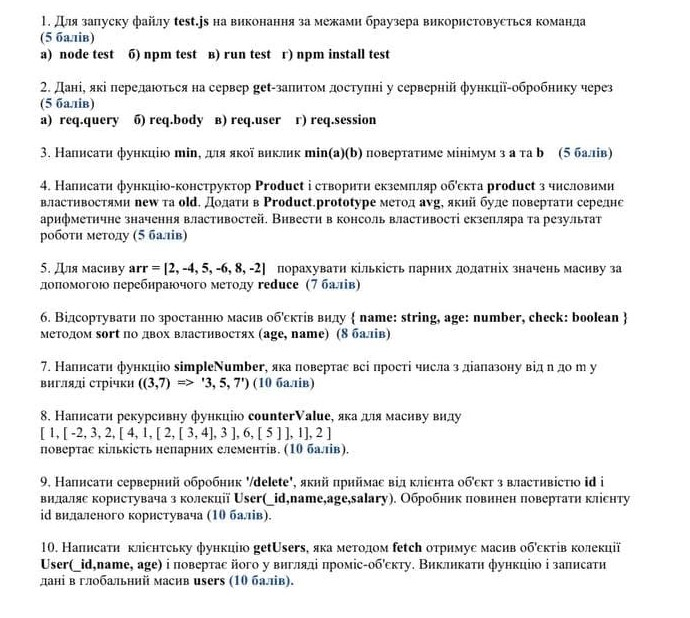 1. Для запуску файлу test.js на виконання за межами браузера використовується команда
(5 балів)
а) node test б) npm test в) run test г) npm install test
2. Дані, які передаються на сервер get-запитом доступні у серверній функції-обробнику через
(5 балів)
а) req.query б) req.body в) req.user г) req.session
3. Написати функцію min, для якої виклик min(a)(b) повертатиме мінімум з a та b (5 балів)
4. Написати функцію-конструктор Product і створити екземпляр об'єкта product з числовими
властивостями new та old. Додати в Product.prototype метод avg, який буде повертати середнє
арифметичне значення властивостей. Вивести в консоль властивості екзепляра та результат
роботи методу (5 балів)
5. Для масиву arr = [2, -4, 5, -6, 8, -2] порахувати кількість парних додатніх значень масиву за
допомогою перебираючого методу reduce (7 балів)
6. Відсортувати по зростанню масив об'єктів виду { name: string, age: number, check: boolean }
методом sort по двох властивостях (age, name) (8 балів)
7. Написати функцію simpleNumber, яка повертає всі прості числа з діапазону від n до m у
вигляді стрічки ((3,7) => '3, 5, 7') (10 балів)
8. Написати рекурсивну функцію counterValue, яка для масиву виду
[ 1, [ -2, 3, 2, [ 4, 1, [ 2, [ 3, 4], 3 ], 6, [ 5 ] ], 1], 2 ]
повертає кількість непарних елементів. (10 балів).
9. Написати серверний обробник '/delete', який приймає від клієнта об'єкт з властивістю id і
видаляє користувача з колекції User(_id,name,age,salary). Обробник повинен повертати клієнту
id видаленого користувача (10 балів).
10. Написати клієнтську функцію getUsers, яка методом fetch отримує масив об'єктів колекції
User(_id,name, age) і повертає його у вигляді проміс-об'єкту. Викликати функцію і записати
дані в глобальний масив users (10 балів).